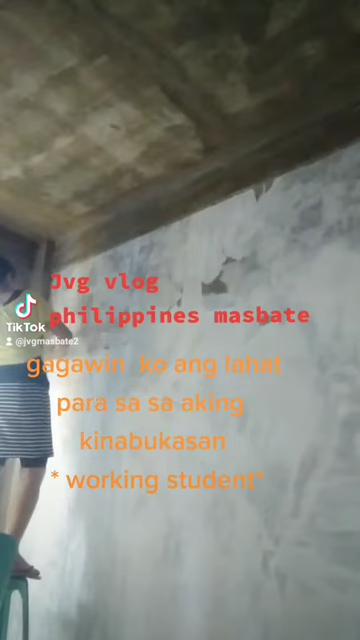 Jvg vlog
philippines masbate
TikTok
@jvgmasbate2
gagawin ko ang lahat
para sa sa aking
kinabukasan
* working student*